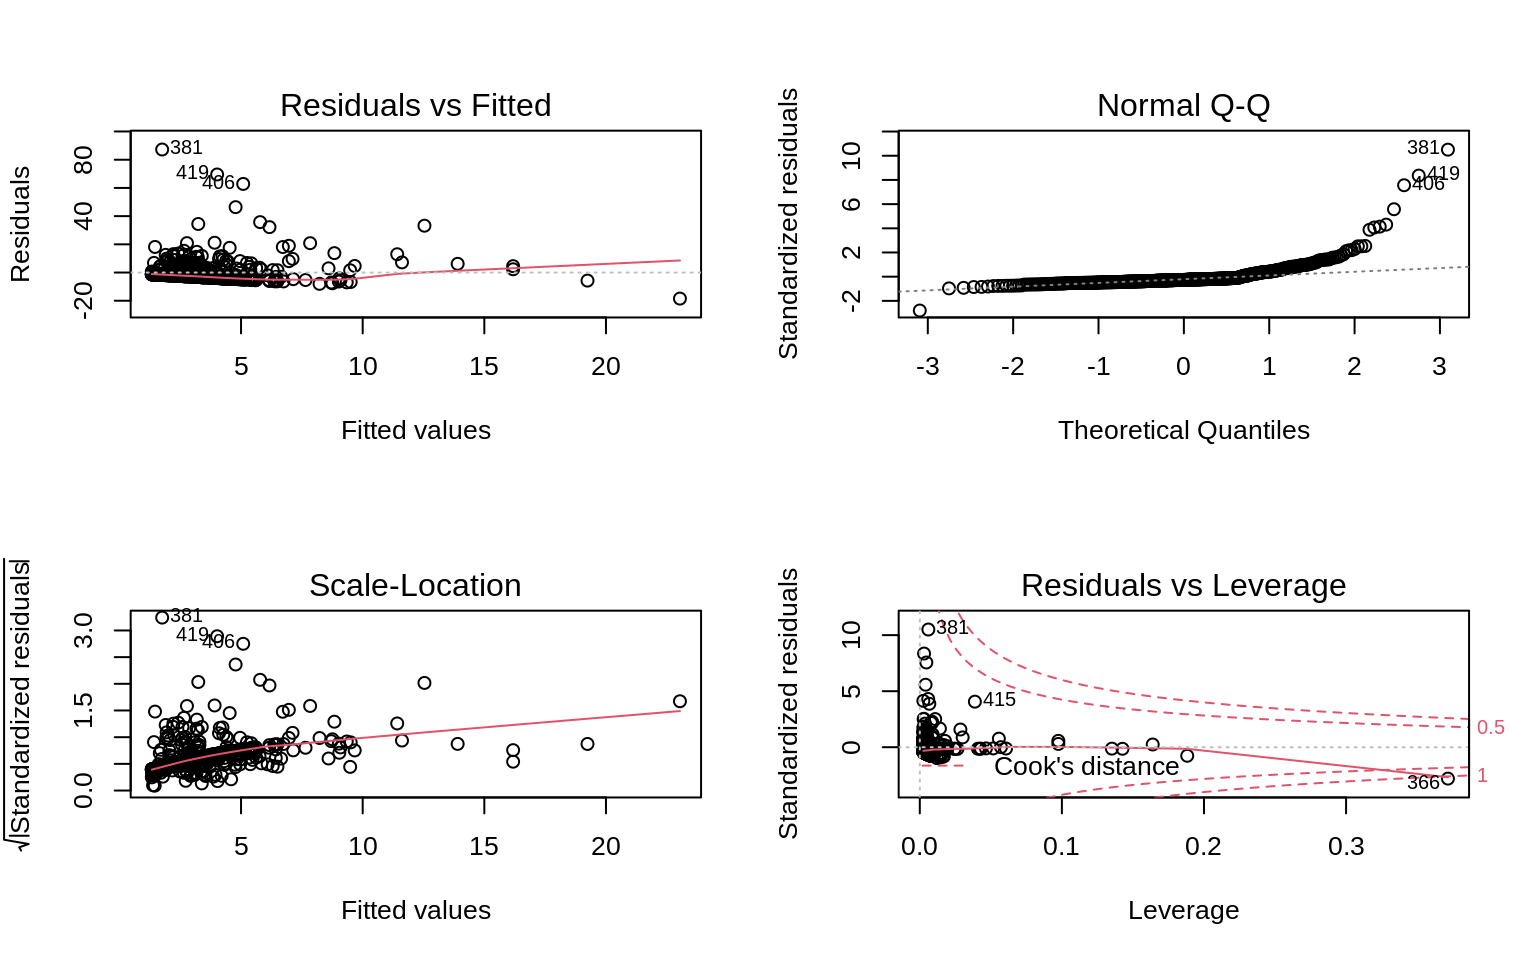 Residuals vs Fitted
Residuals
80
40
-20
381
419
406
5 10 15 20
Fitted values
Normal Q-Q
Standardized residuals
10
6
2
-2
381
419
406
-3 -2 -1 0 1 2 3
Theoretical Quantiles
Scale-Location
√|Standardized residuals|
3.0
1.5
0.0
381
419
406
5 10 15 20
Fitted values
Residuals vs Leverage
Standardized residuals
10
5
0
381
415
0.5
Cook's distance
1
366
0.0 0.1 0.2 0.3
Leverage